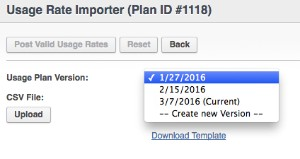 Usage Rate Importer (Plan ID #1118)
Post Valid Usage Rates Reset Back
Usage Plan Version: ✓ 1/27/2016
2/15/2016
CSV File: 3/7/2016 (Current)
Upload -- Create new Version --
Download Template